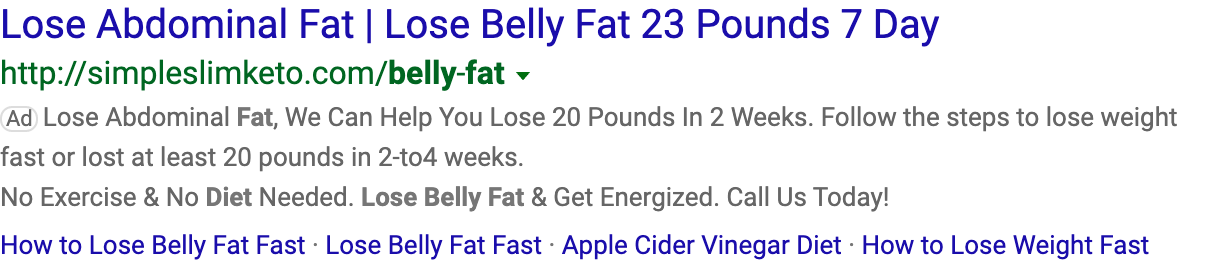 Lose Abdominal Fat | Lose Belly Fat 23 Pounds 7 Day
http://simpleslimketo.com/belly-fat
Ad Lose Abdominal Fat, We Can Help You Lose 20 Pounds In 2 Weeks. Follow the steps to lose weight
fast or lost at least 20 pounds in 2-to4 weeks.
No Exercise & No Diet Needed. Lose Belly Fat & Get Energized. Call Us Today!
How to Lose Belly Fat Fast · Lose Belly Fat Fast · Apple Cider Vinegar Diet · How to Lose Weight Fast